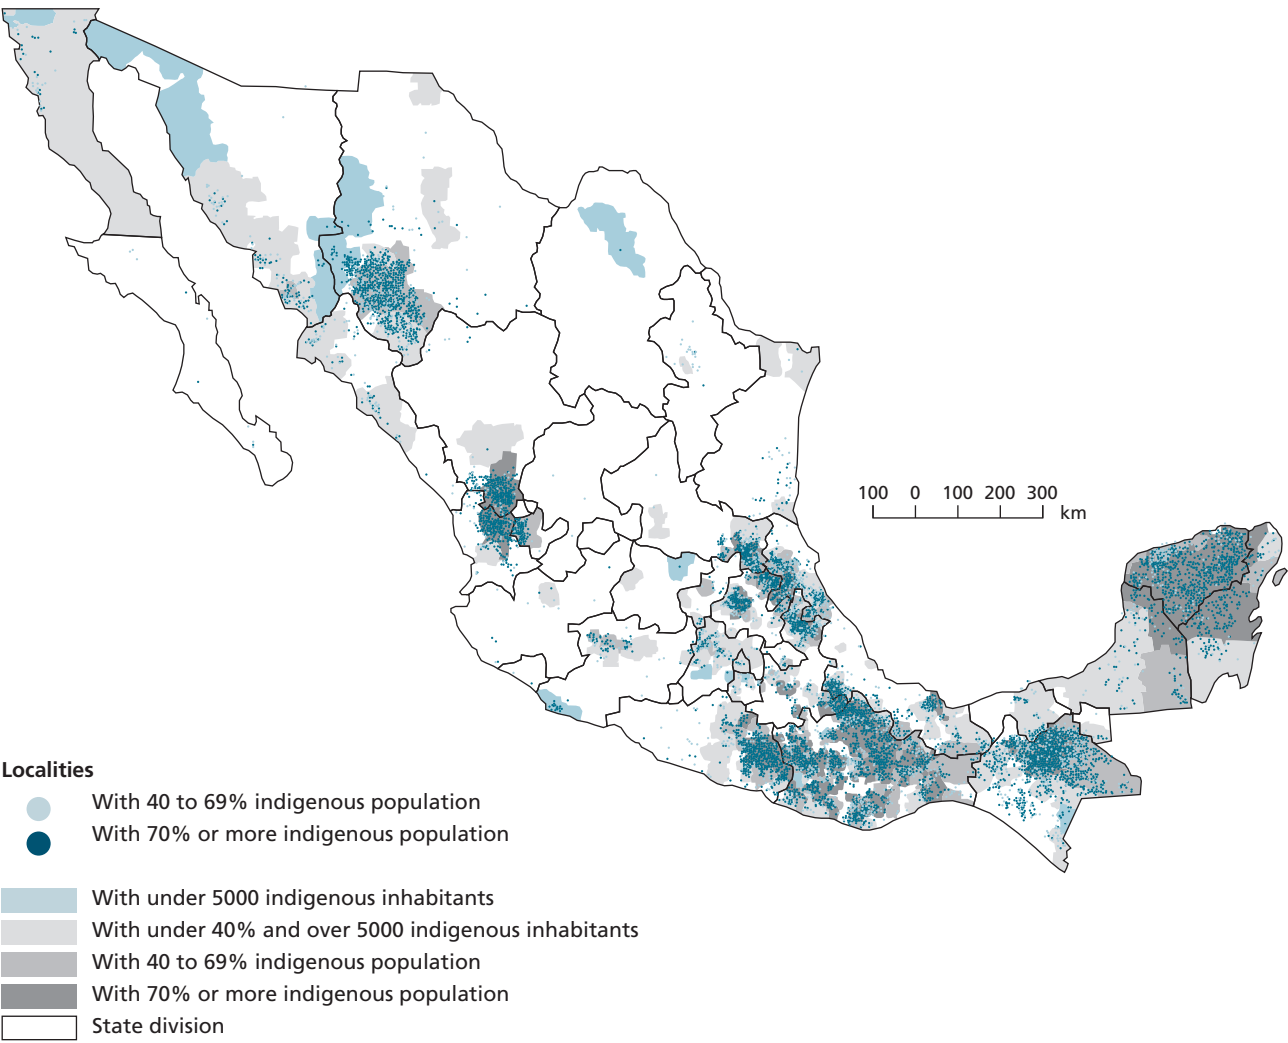 100 0 100 200 300
km
Localities
With 40 to 69% indigenous population
With 70% or more indigenous population
With under 5000 indigenous inhabitants
With under 40% and over 5000 indigenous inhabitants
With 40 to 69% indigenous population
With 70% or more indigenous population
State division